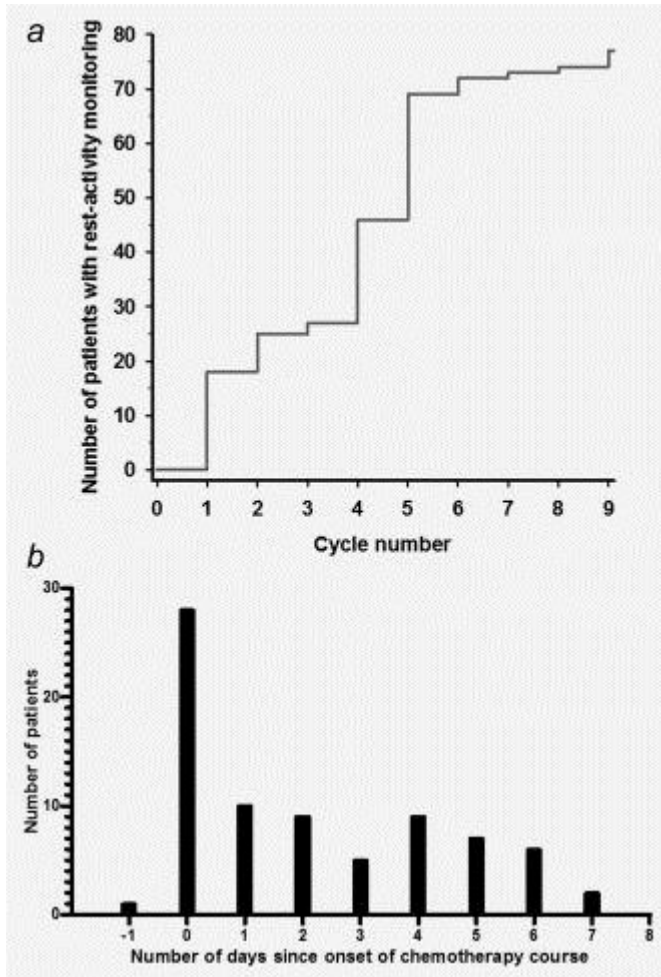 a
Number of patients with rest-activity monitoring
80
70
60
50
40
30
20
10
0
0 1 2 3 4 5 6 7 8 9
Cycle number
b
Number of patients
30
20
10
0
-1 0 1 2 3 4 5 6 7 8
Number of days since onset of chemotherapy course